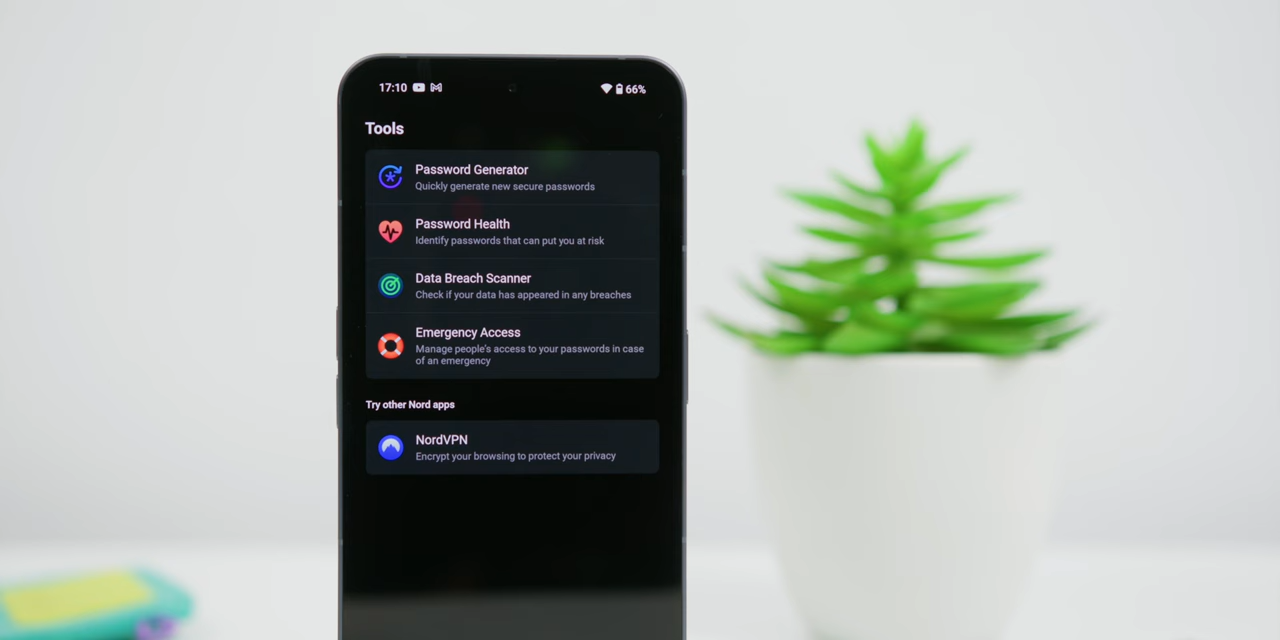 17:10 66%
Tools
Password Generator
Quickly generate new secure passwords
Password Health
Identify passwords that can put you at risk
Data Breach Scanner
Check if your data has appeared in any breaches
Emergency Access
Manage people's access to your passwords in case
of an emergency
Try other Nord apps
NordVPN
Encrypt your browsing to protect your privacy